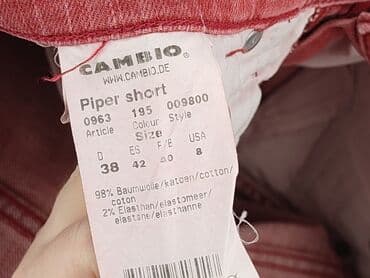 CAMBIO®
WWW.CAMBIO.DE
Piper short
0963 195 009800
Article Colour Style
Size
D ES F/B USA
38 42 40 8
98% Baumwolle/katoen/cotton/
coton
2% Elasthan/elastomeer/
elastane/elasthanne